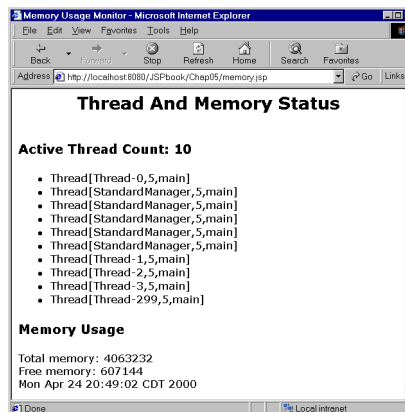 Memory Usage Monitor - Microsoft Internet Explorer
File Edit View Favorites Tools Help
Back Forward Stop Refresh Home Search Favorites
Address http://localhost:8080/JSPbook/Chap05/memory.jsp Go Links
Thread And Memory Status
Active Thread Count: 10
Thread[Thread-0,5,main]
Thread[StandardManager,5,main]
Thread[StandardManager,5,main]
Thread[StandardManager,5,main]
Thread[StandardManager,5,main]
Thread[StandardManager,5,main]
Thread[Thread-1,5,main]
Thread[Thread-2,5,main]
Thread[Thread-3,5,main]
Thread[Thread-299,5,main]
Memory Usage
Total memory: 4063232
Free memory: 607144
Mon Apr 24 20:49:02 CDT 2000
Done Local intranet